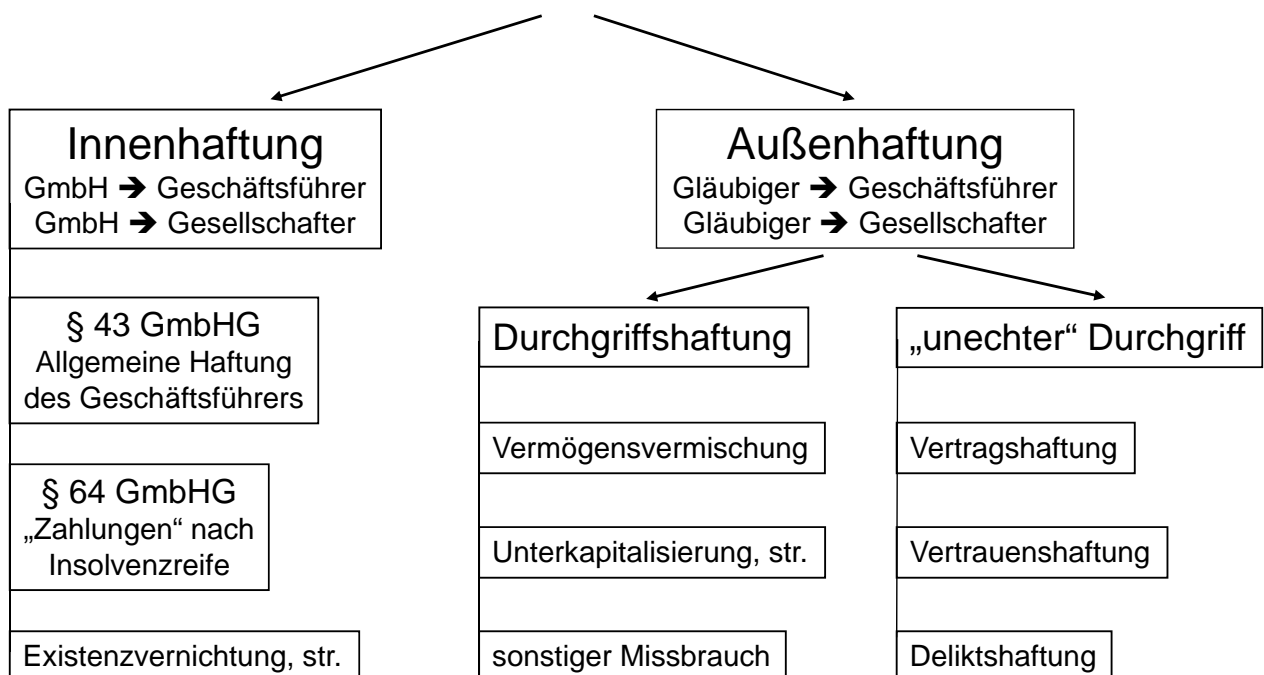 Innenhaftung
GmbH ➔ Geschäftsführer
GmbH ➔ Gesellschafter
Außenhaftung
Gläubiger ➔ Geschäftsführer
Gläubiger ➔ Gesellschafter
§ 43 GmbHG
Allgemeine Haftung
des Geschäftsführers
§ 64 GmbHG
„Zahlungen“ nach
Insolvenzreife
Existenzvernichtung, str.
Durchgriffshaftung
Vermögensvermischung
Unterkapitalisierung, str.
sonstiger Missbrauch
„unechter“ Durchgriff
Vertragshaftung
Vertrauenshaftung
Deliktshaftung